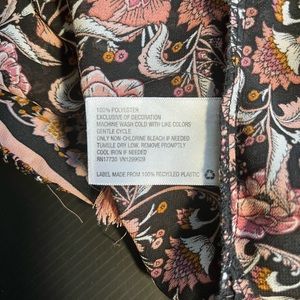 100% POLYESTER
EXCLUSIVE OF DECORATION
MACHINE WASH COLD WITH LIKE COLORS
GENTLE CYCLE
ONLY NON-CHLORINE BLEACH IF NEEDED
TUMBLE DRY LOW, REMOVE PROMPTLY
COOL IRON IF NEEDED
RN17730 VN1299029
LABEL MADE FROM 100% RECYCLED PLASTIC